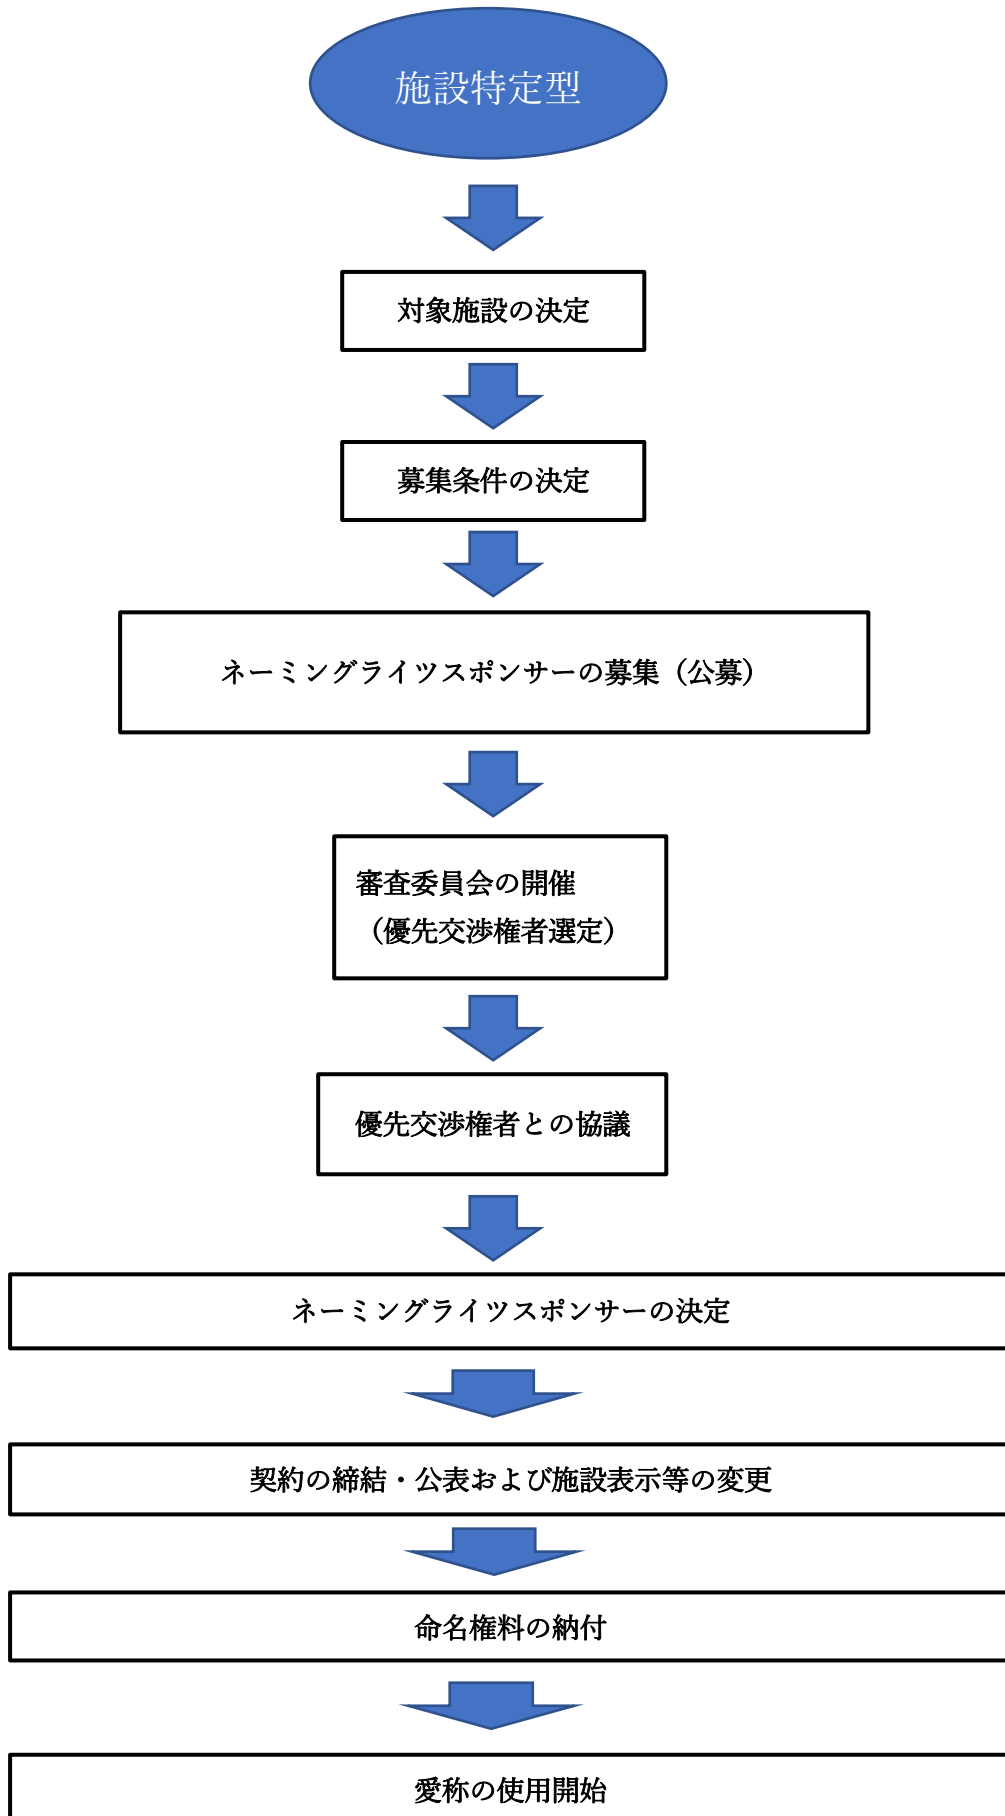 施設特定型
対象施設の決定
募集条件の決定
ネーミングライツスポンサーの募集（公募）
審査委員会の開催
（優先交渉権者選定）
優先交渉権者との協議
ネーミングライツスポンサーの決定
契約の締結・公表および施設表示等の変更
命名権料の納付
愛称の使用開始